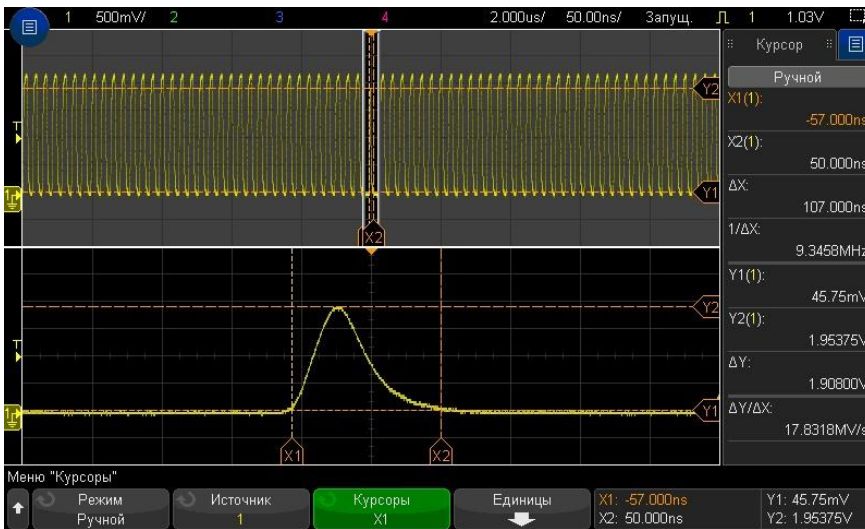 1 500mV/ 2 3 4 2.000us/ 50.00ns/ Запущ. 1 1.03V
Курсор
Ручной
X1(1):
-57.000ns
X2(1):
50.000ns
ΔX:
107.000ns
1/ΔX:
9.3458MHz
Y1(1):
45.75mV
Y2(1):
1.95375V
ΔY:
1.90800V
ΔY/ΔX:
17.8318MV/s
T
Y2
1
Y1
X2
T
Y2
1
Y1
X1 X2
Меню "Курсоры"
Режим Источник Курсоры Единицы X1: -57.000ns Y1: 45.75mV
Ручной 1 X1 X2: 50.000ns Y2: 1.95375V